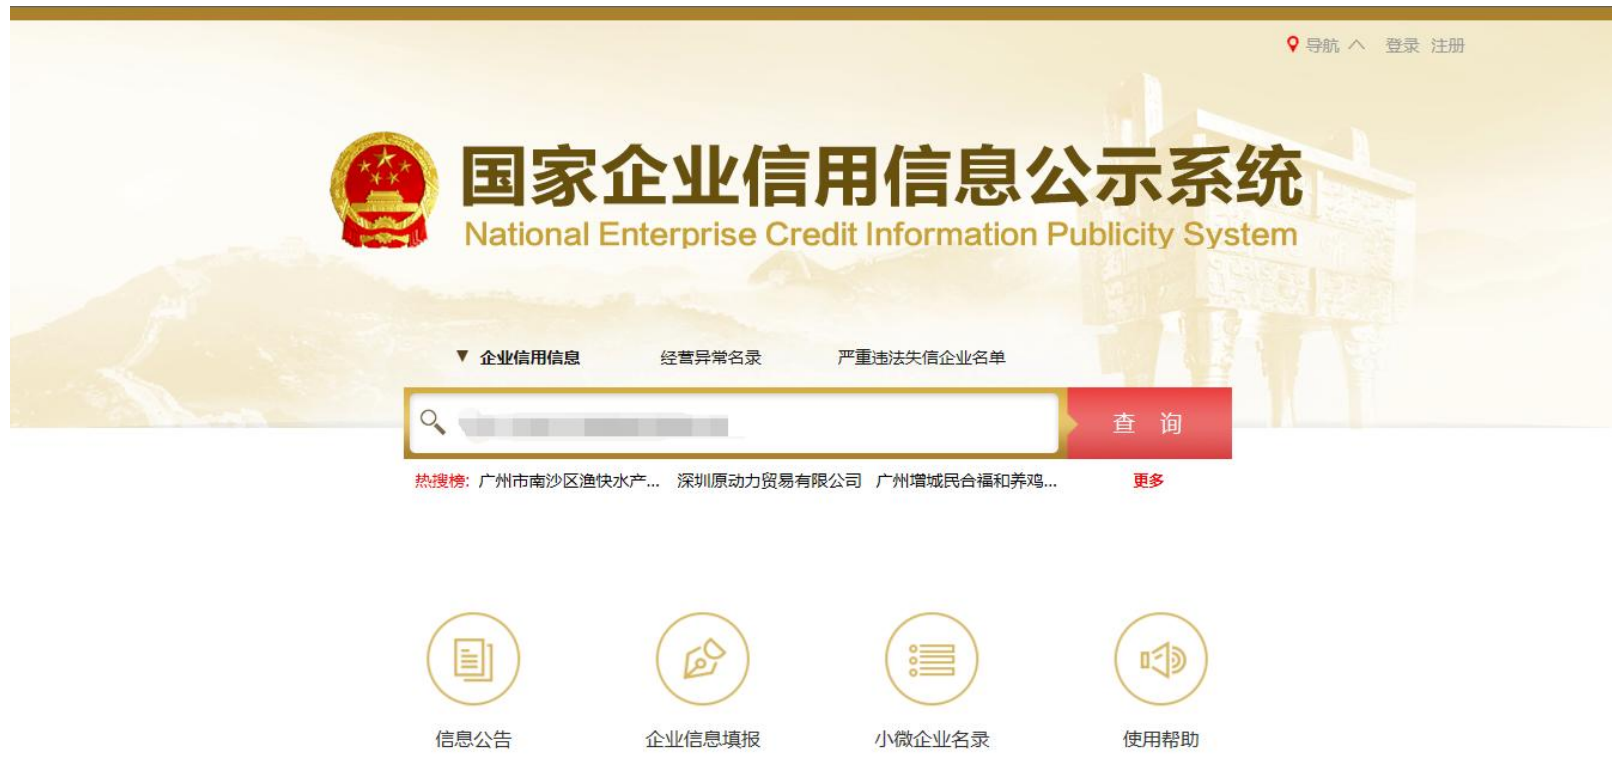 导航 登录 注册
国家企业信用信息公示系统
National Enterprise Credit Information Publicity System
▼ 企业信用信息 经营异常名录 严重违法失信企业名单
查 询
热搜榜: 广州市南沙区渔快水产... 深圳原动力贸易有限公司 广州增城民合福和养鸡... 更多
信息公告 企业信息填报 小微企业名录 使用帮助